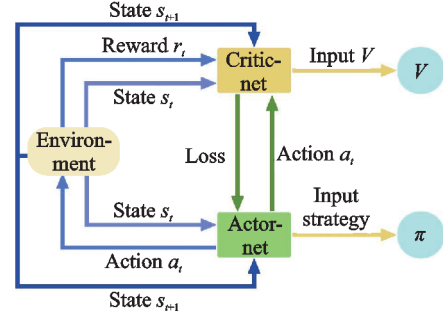 State s_{t+1}
Reward r_t
State s_t
Critic-
net
Input V
V
Environ-
ment
Loss
Action a_t
State s_t
Action a_t
Actor-
net
Input
strategy
π
State s_{t+1}